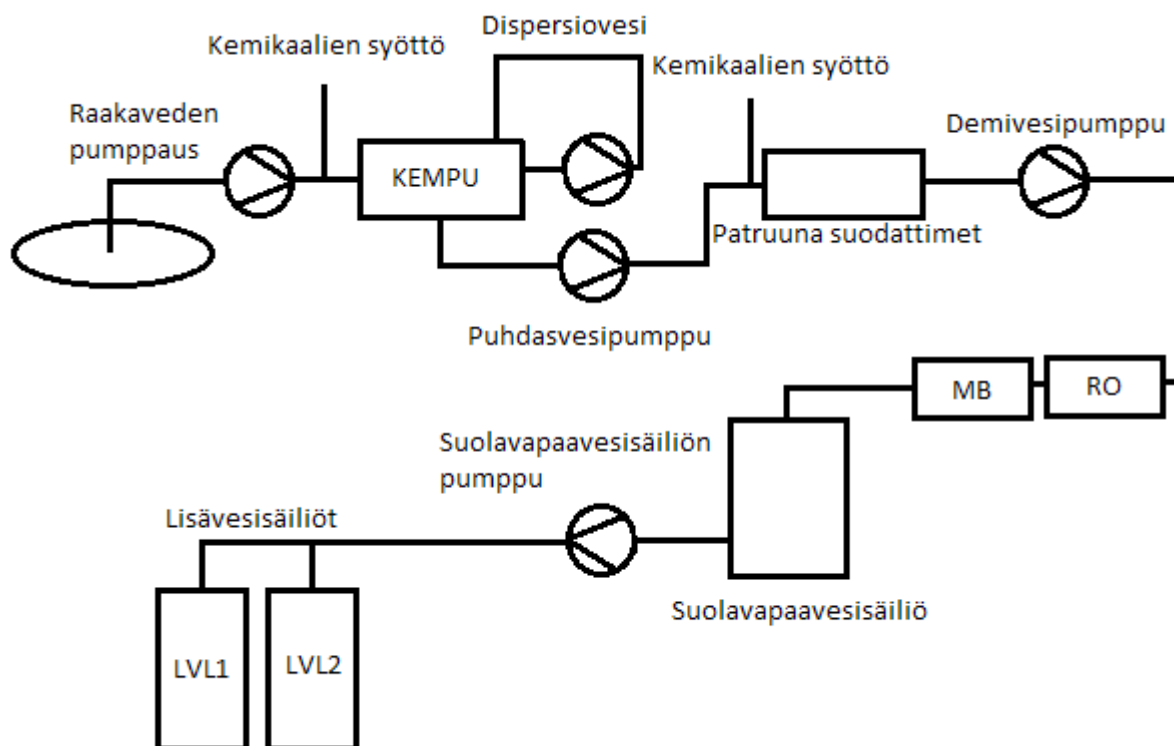 Dispersiovesi
Kemikaalien syöttö
Kemikaalien syöttö
Raakaveden
pumppaus
Demivesipumppu
KEMPU
Patruuna suodattimet
Puhdasvesipumppu
MB
RO
Suolavapaavesisäiliön
pumppu
Lisävesisäiliöt
Suolavapaavesisäiliö
LVL1
LVL2